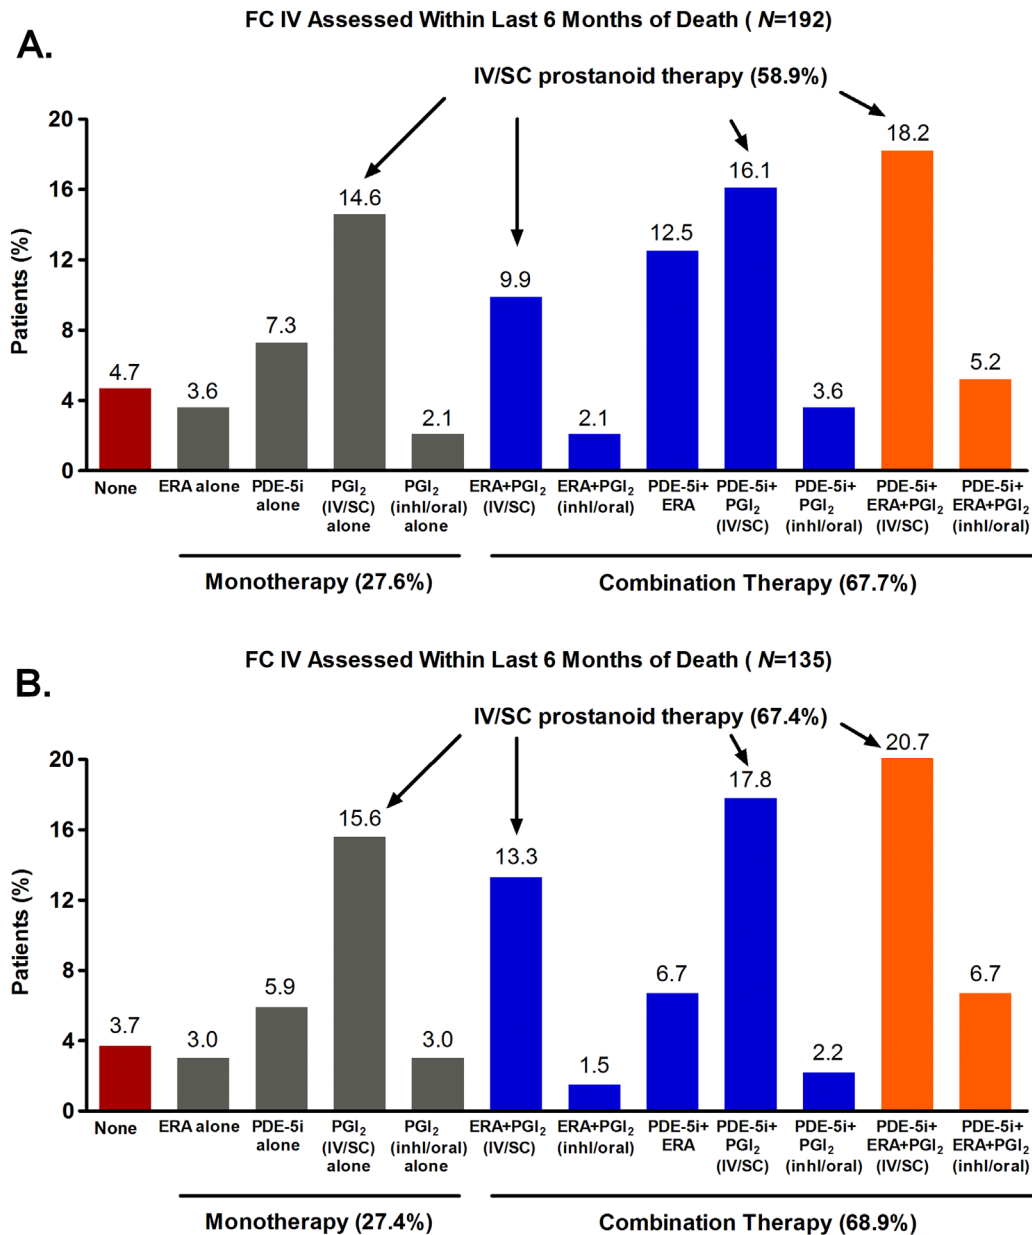 FC IV Assessed Within Last 6 Months of Death ( N=192)
A.
IV/SC prostanoid therapy (58.9%)
Patients (%)
20
16
12
8
4
0
4.7
3.6
7.3
14.6
2.1
9.9
2.1
12.5
16.1
3.6
18.2
5.2
None
ERA alone
PDE-5i
alone
PGI₂
(IV/SC)
alone
PGI₂
(inhl/oral)
alone
ERA+PGI₂
(IV/SC)
ERA+PGI₂
(inhl/oral)
PDE-5i+
ERA
PDE-5i+
PGI₂
(IV/SC)
PDE-5i+
PGI₂
(inhl/oral)
PDE-5i+
ERA+PGI₂
(IV/SC)
PDE-5i+
ERA+PGI₂
(inhl/oral)
Monotherapy (27.6%)
Combination Therapy (67.7%)
FC IV Assessed Within Last 6 Months of Death ( N=135)
B.
IV/SC prostanoid therapy (67.4%)
Patients (%)
20
16
12
8
4
0
3.7
3.0
5.9
15.6
3.0
13.3
1.5
6.7
17.8
2.2
20.7
6.7
None
ERA alone
PDE-5i
alone
PGI₂
(IV/SC)
alone
PGI₂
(inhl/oral)
alone
ERA+PGI₂
(IV/SC)
ERA+PGI₂
(inhl/oral)
PDE-5i+
ERA
PDE-5i+
PGI₂
(IV/SC)
PDE-5i+
PGI₂
(inhl/oral)
PDE-5i+
ERA+PGI₂
(IV/SC)
PDE-5i+
ERA+PGI₂
(inhl/oral)
Monotherapy (27.4%)
Combination Therapy (68.9%)